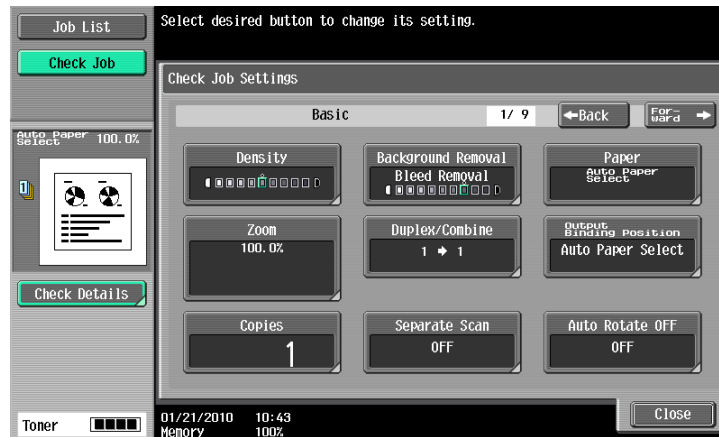 Job List
Select desired button to change its setting.
Check Job
Check Job Settings
Basic
1/ 9
Back
For-
ward
Auto Paper
Select
100.0%
Density
Background Removal
Bleed Removal
Paper
Auto Paper
Select
Zoom
100.0%
Duplex/Combine
1 → 1
Output
Binding Position
Auto Paper Select
Check Details
Copies
1
Separate Scan
OFF
Auto Rotate OFF
OFF
Toner
01/21/2010 10:43
Memory 100%
Close